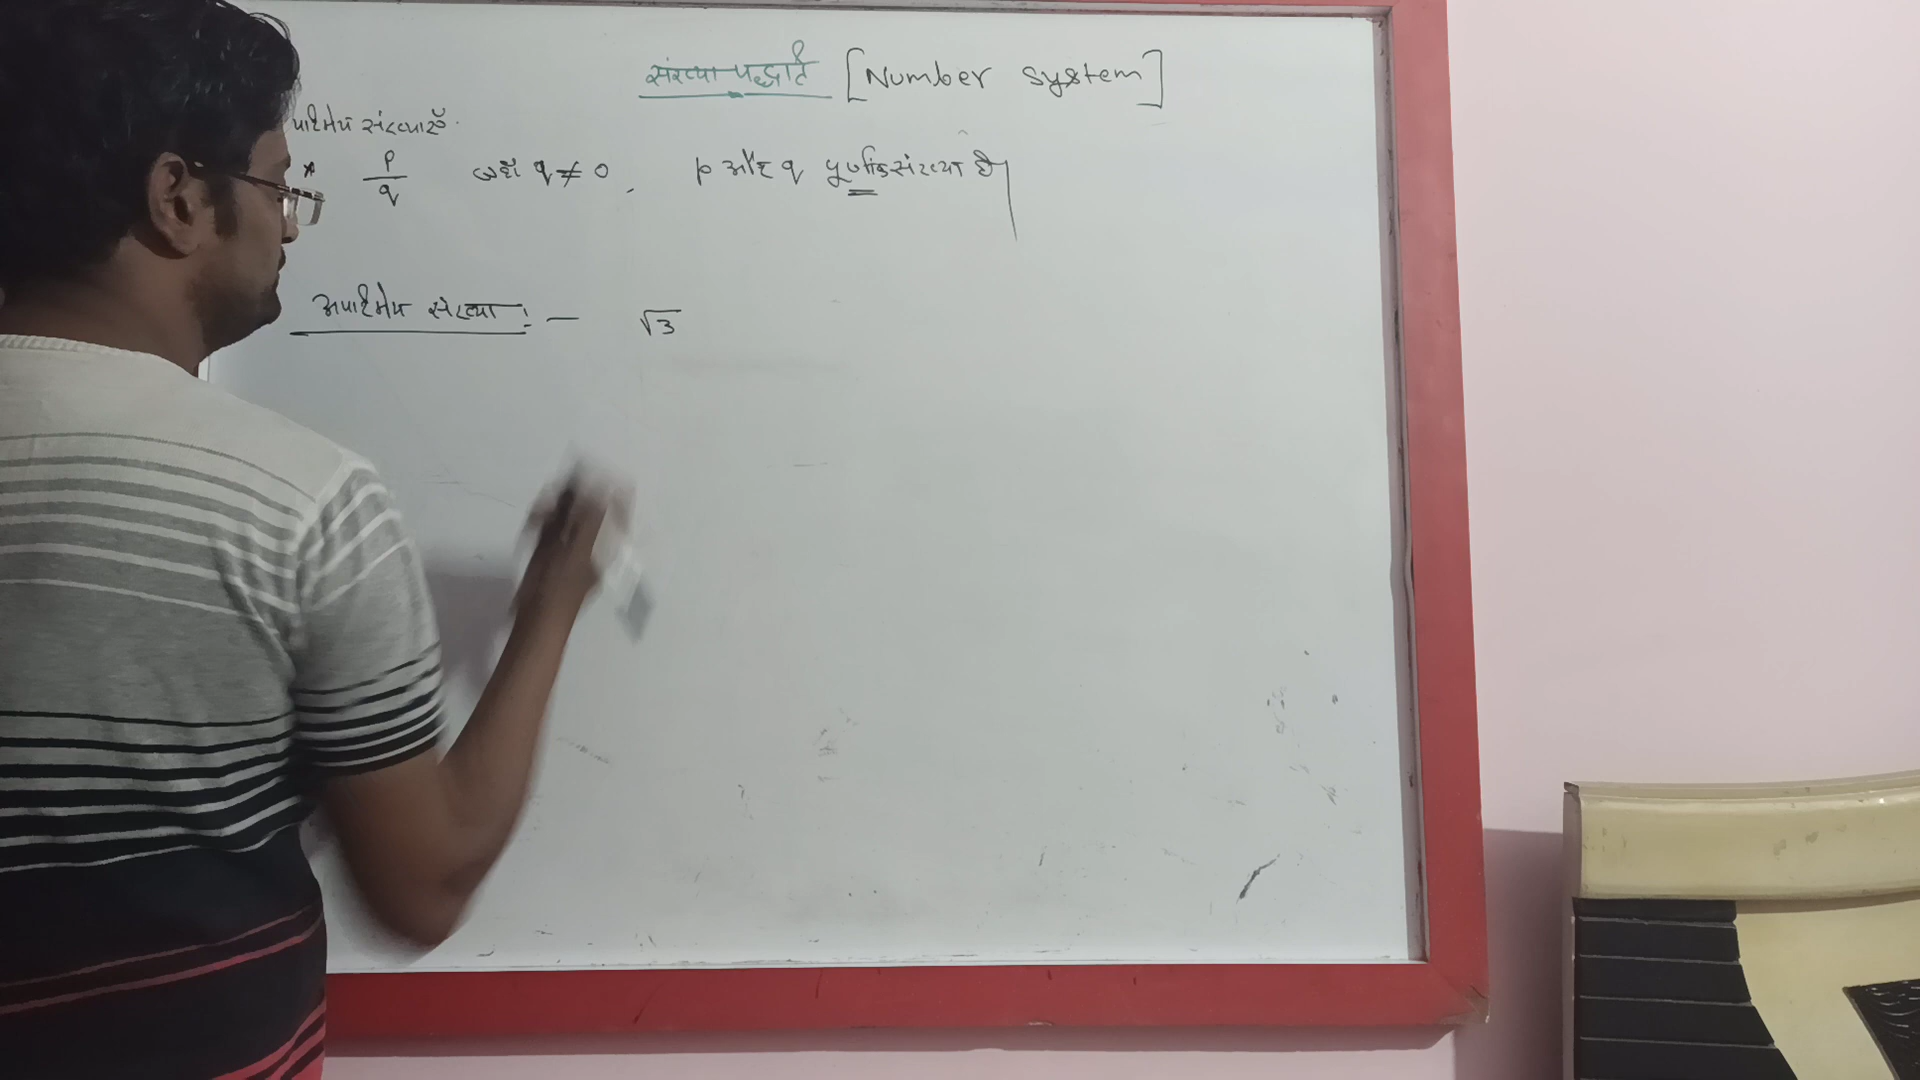 संख्या पद्धति [Number system]
परिमेय संख्याएँ
* p/q जहाँ q ≠ 0, p और q पूर्णांक संख्या है
अपरिमेय संख्या :- √3